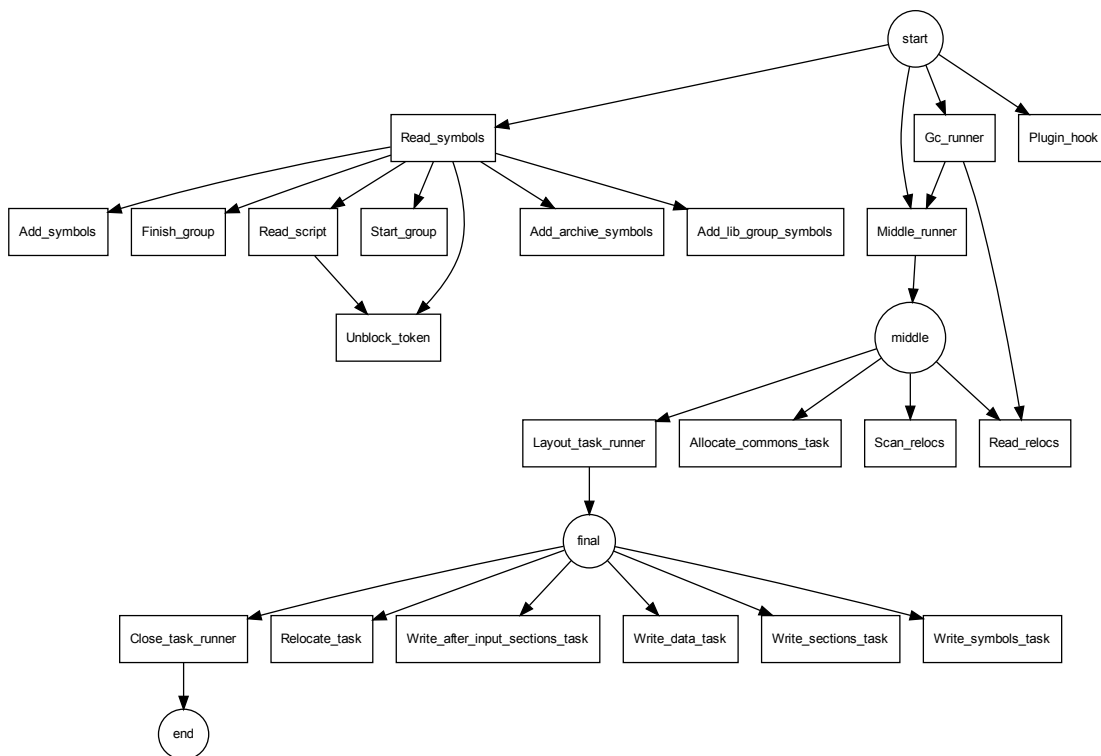 start
Read_symbols
Gc_runner
Plugin_hook
Add_symbols
Finish_group
Read_script
Start_group
Add_archive_symbols
Add_lib_group_symbols
Middle_runner
Unblock_token
middle
Layout_task_runner
Allocate_commons_task
Scan_relocs
Read_relocs
final
Close_task_runner
Relocate_task
Write_after_input_sections_task
Write_data_task
Write_sections_task
Write_symbols_task
end